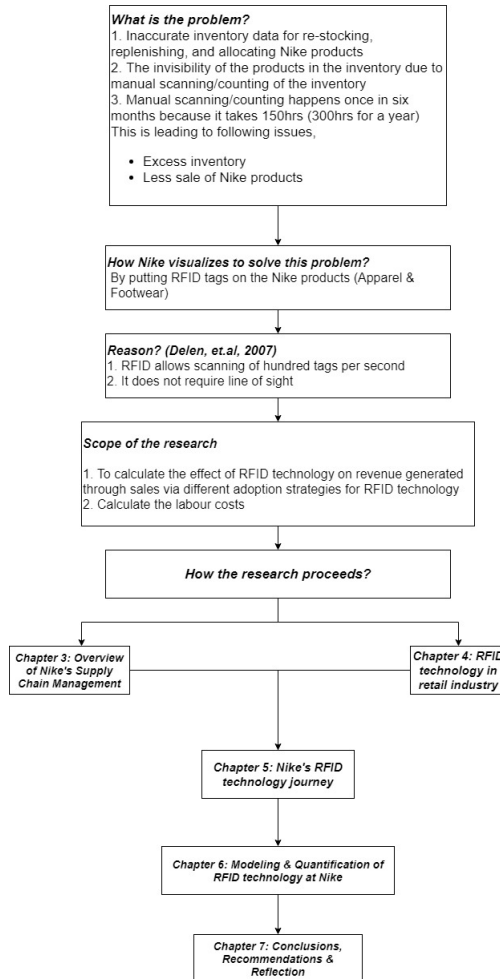 What is the problem?
1. Inaccurate inventory data for re-stocking,
replenishing, and allocating Nike products
2. The invisibility of the products in the inventory due to
manual scanning/counting of the inventory
3. Manual scanning/counting happens once in six
months because it takes 150hrs (300hrs for a year)
This is leading to following issues,
• Excess inventory
• Less sale of Nike products
How Nike visualizes to solve this problem?
By putting RFID tags on the Nike products (Apparel &
Footwear)
Reason? (Delen, et.al, 2007)
1. RFID allows scanning of hundred tags per second
2. It does not require line of sight
Scope of the research
1. To calculate the effect of RFID technology on revenue generated
through sales via different adoption strategies for RFID technology
2. Calculate the labour costs
How the research proceeds?
Chapter 3: Overview
of Nike's Supply
Chain Management
Chapter 4: RFID
technology in
retail industry
Chapter 5: Nike's RFID
technology journey
Chapter 6: Modeling & Quantification of
RFID technology at Nike
Chapter 7: Conclusions,
Recommendations &
Reflection